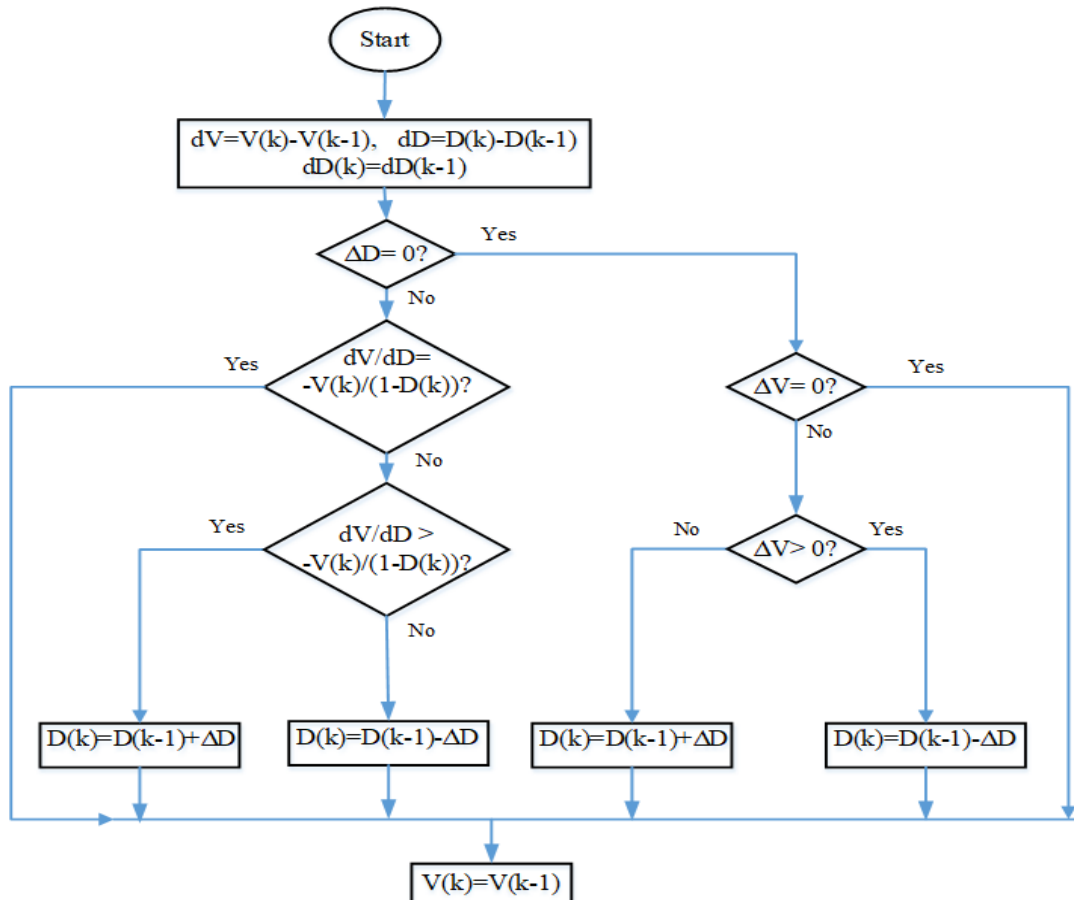 Start
dV=V(k)-V(k-1), dD=D(k)-D(k-1)
dD(k)=dD(k-1)
ΔD= 0?
Yes
No
Yes
dV/dD=
-V(k)/(1-D(k))?
No
ΔV= 0?
Yes
No
Yes
dV/dD >
-V(k)/(1-D(k))?
No
No
ΔV> 0?
Yes
D(k)=D(k-1)+ΔD
D(k)=D(k-1)-ΔD
D(k)=D(k-1)+ΔD
D(k)=D(k-1)-ΔD
V(k)=V(k-1)